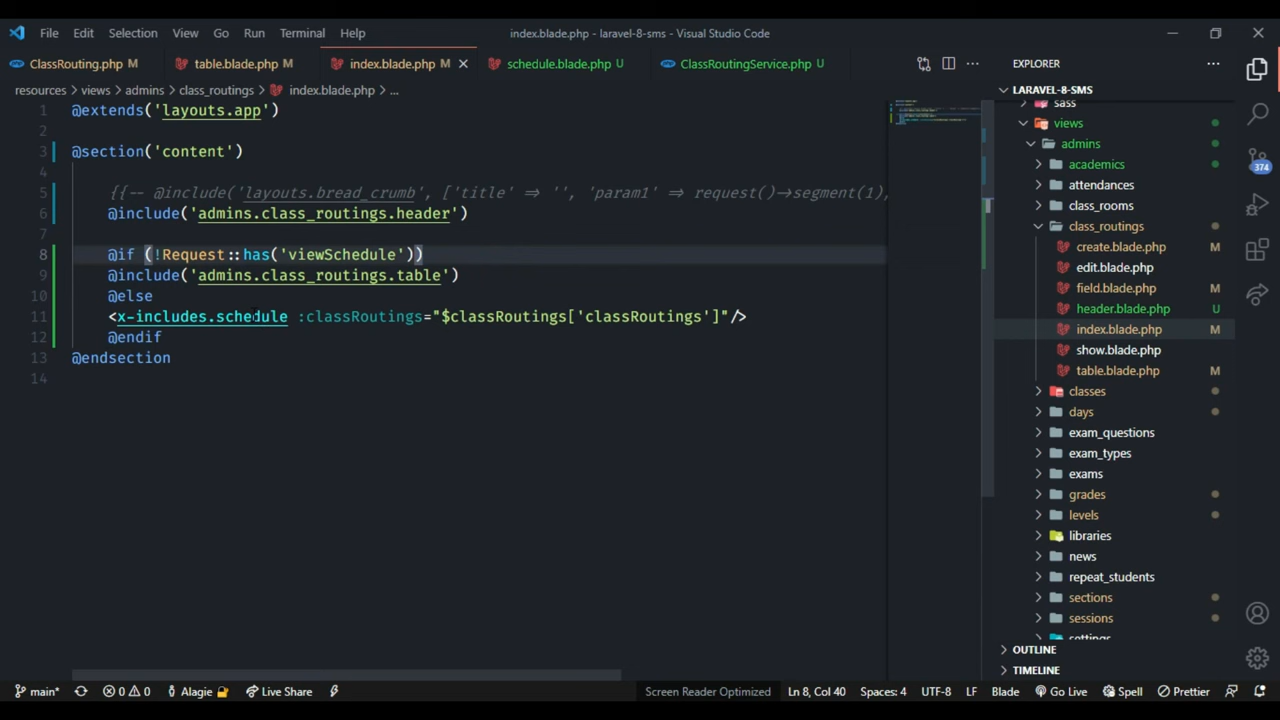 File Edit Selection View Go Run Terminal Help index.blade.php - laravel-8-sms - Visual Studio Code
ClassRouting.php M table.blade.php M index.blade.php M schedule.blade.php U ClassRoutingService.php U
resources > views > admins > class_routings > index.blade.php > ...
1 @extends('layouts.app')
2
3 @section('content')
4
5 {{-- @include('layouts.bread_crumb', ['title' => '', 'param1' => request()->segment(1),
6 @include('admins.class_routings.header')
7
8 @if (!Request::has('viewSchedule'))
9 @include('admins.class_routings.table')
10 @else
11 <x-includes.schedule :classRoutings="$classRoutings['classRoutings']"/>
12 @endif
13 @endsection
14
EXPLORER
LARAVEL-8-SMS
sass
views
admins
academics
attendances
class_rooms
class_routings
create.blade.php M
edit.blade.php
field.blade.php M
header.blade.php U
index.blade.php M
show.blade.php
table.blade.php M
classes
days
exam_questions
exam_types
exams
grades
levels
libraries
news
repeat_students
sections
sessions
settings
OUTLINE
TIMELINE
374
main* 0 0 Alagie Live Share Screen Reader Optimized Ln 8, Col 40 Spaces: 4 UTF-8 LF Blade Go Live Spell Prettier